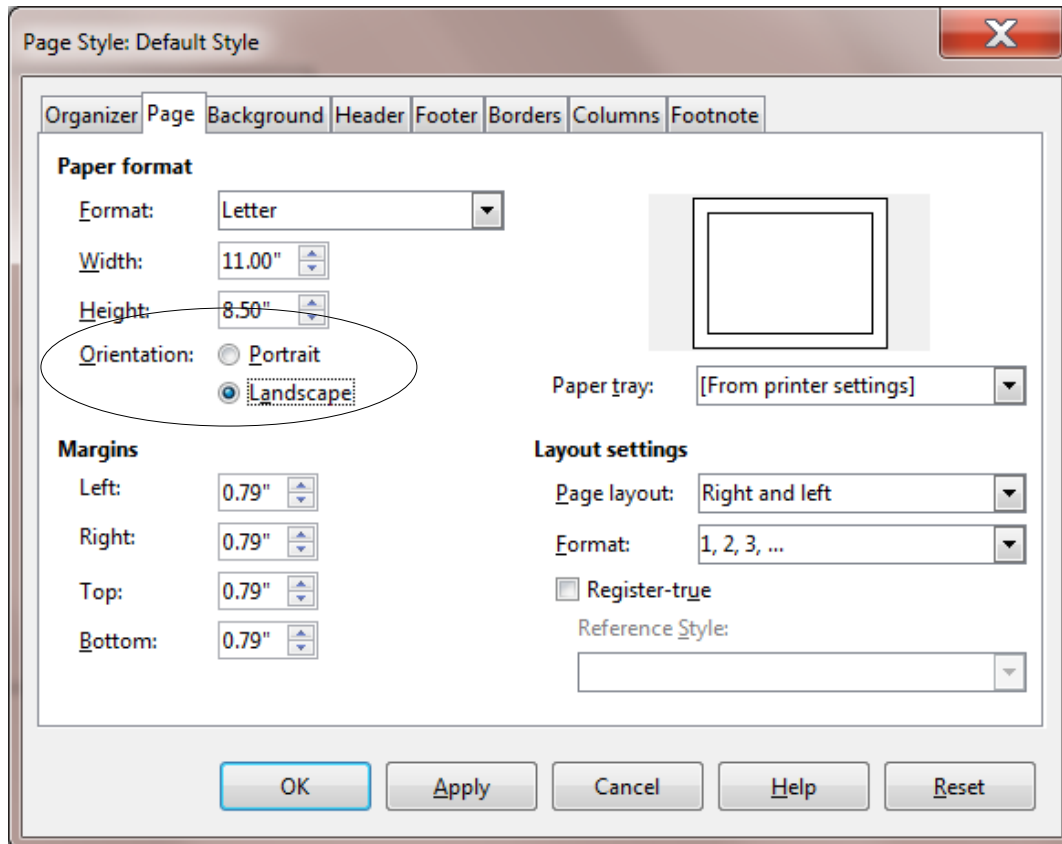 Page Style: Default Style
Organizer Page Background Header Footer Borders Columns Footnote
Paper format
Format: Letter
Width: 11.00"
Height: 8.50"
Orientation: Portrait
Landscape
Paper tray: [From printer settings]
Margins
Left: 0.79"
Right: 0.79"
Top: 0.79"
Bottom: 0.79"
Layout settings
Page layout: Right and left
Format: 1, 2, 3, ...
Register-true
Reference Style:
OK Apply Cancel Help Reset